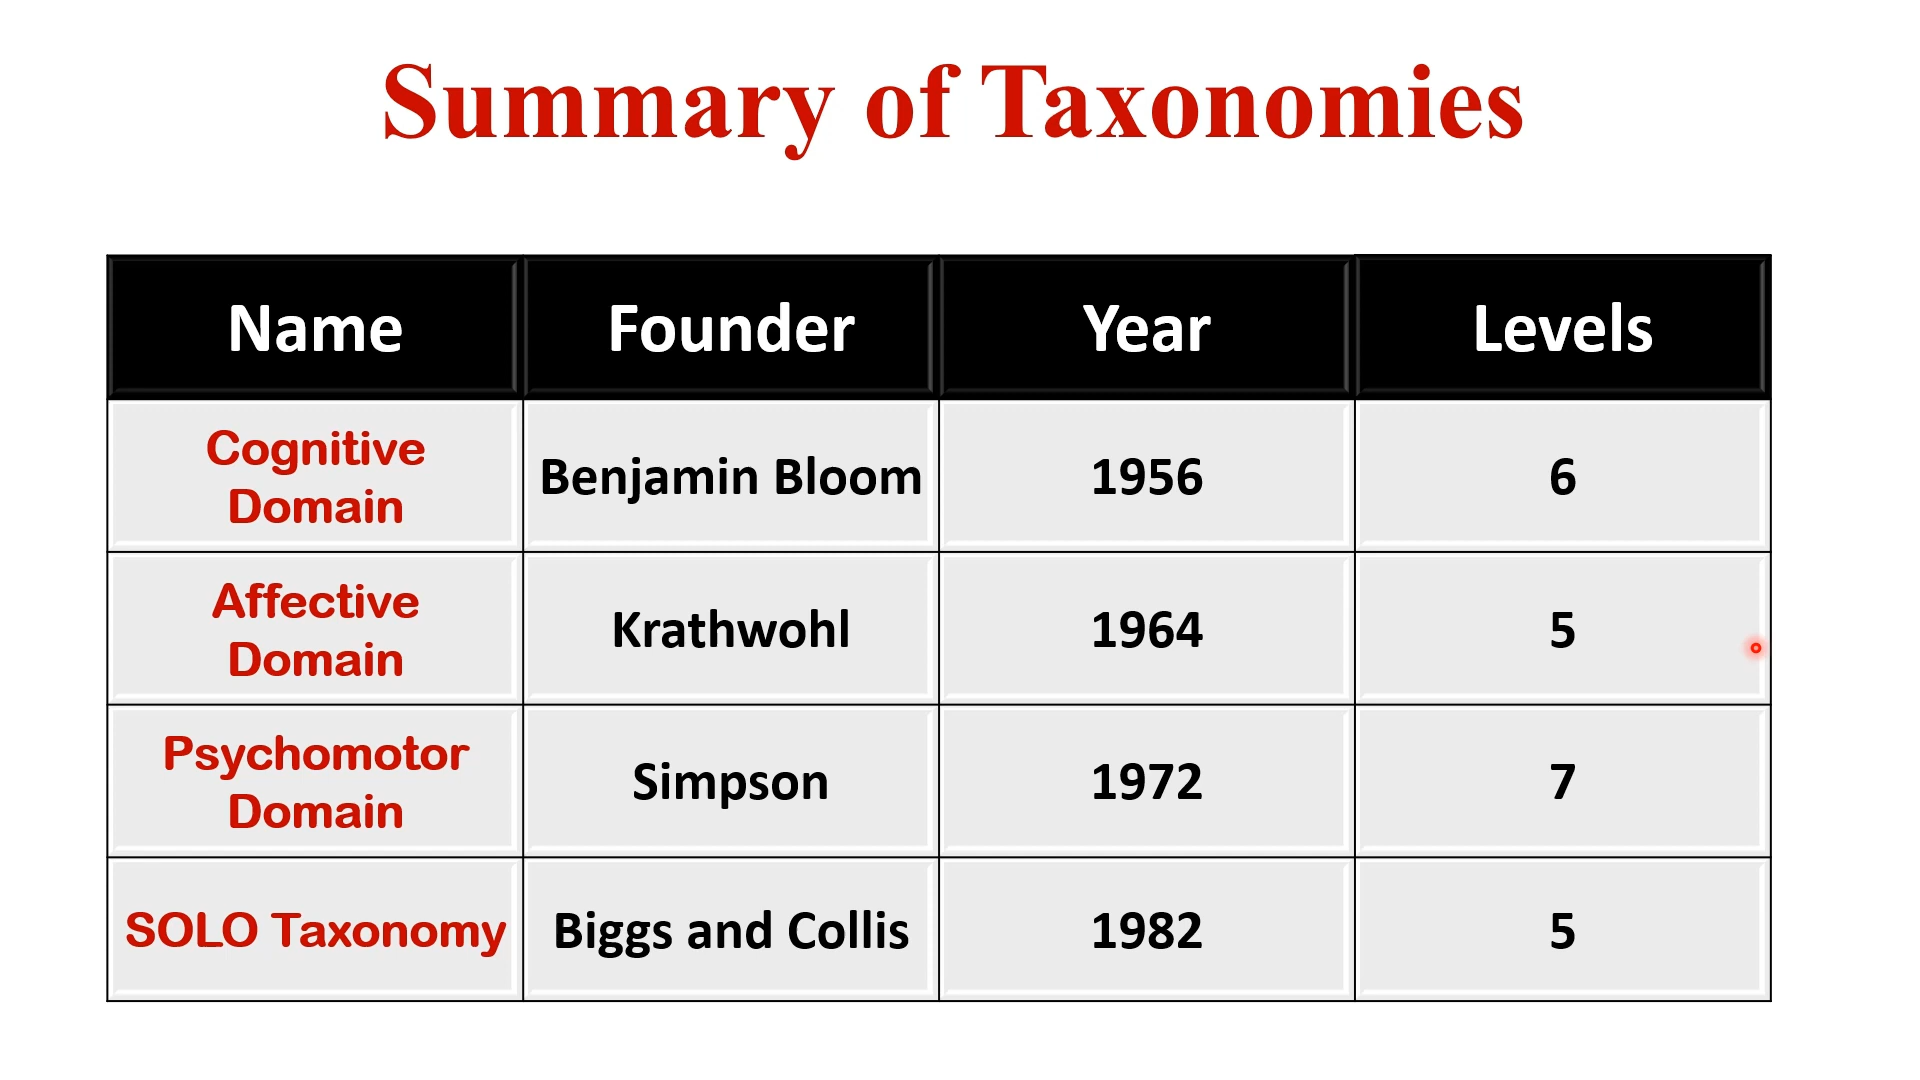 Summary of Taxonomies
Name Founder Year Levels
Cognitive
Domain
Benjamin Bloom 1956 6
Affective
Domain
Krathwohl 1964 5
Psychomotor
Domain
Simpson 1972 7
SOLO Taxonomy Biggs and Collis 1982 5